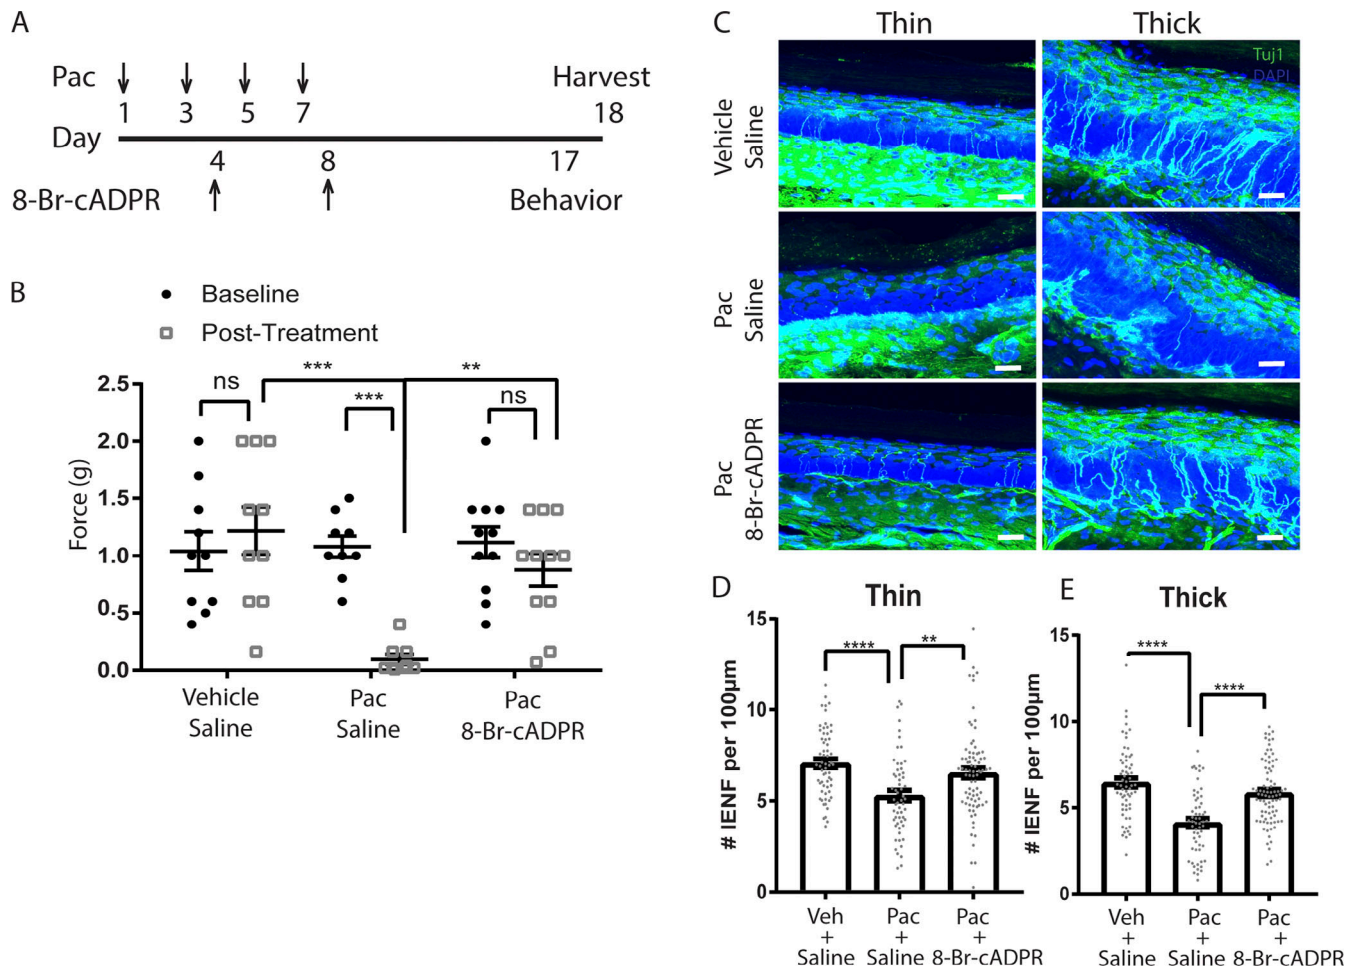 A
Pac
Harvest
1 3 5 7 18
Day
4 8 17
8-Br-cADPR
Behavior
B
Baseline
Post-Treatment
ns
***
***
**
ns
Force (g)
2.5
2.0
1.5
1.0
0.5
0.0
Vehicle
Saline
Pac
Saline
Pac
8-Br-cADPR
C
Thin
Thick
Tuj1
DAPI
Vehicle
Saline
Pac
Saline
Pac
8-Br-cADPR
D
Thin
# IENF per 100μm
15
10
5
0
****
**
Veh
+
Saline
Pac
+
Saline
Pac
+
8-Br-cADPR
E
Thick
# IENF per 100μm
15
10
5
0
****
****
Veh
+
Saline
Pac
+
Saline
Pac
+
8-Br-cADPR